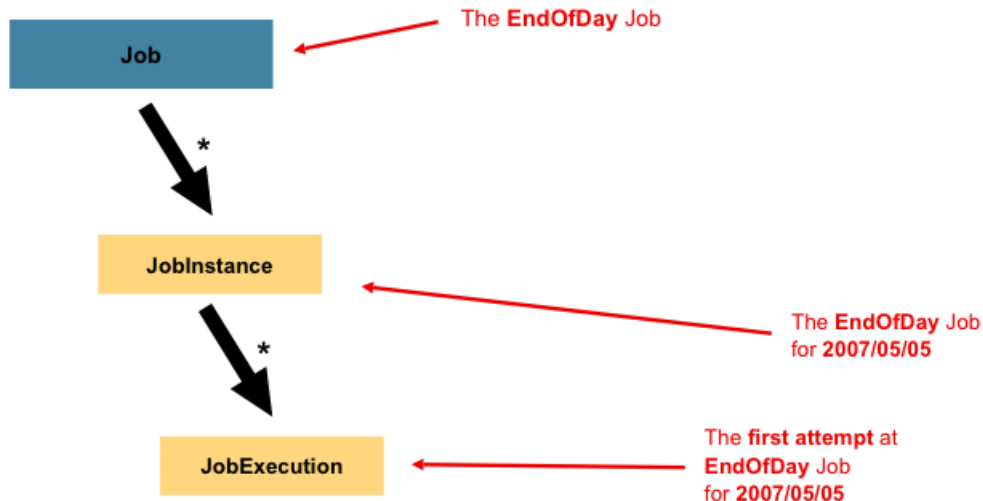 The EndOfDay Job
Job
*
JobInstance
The EndOfDay Job
for 2007/05/05
*
The first attempt at
EndOfDay Job
for 2007/05/05
JobExecution